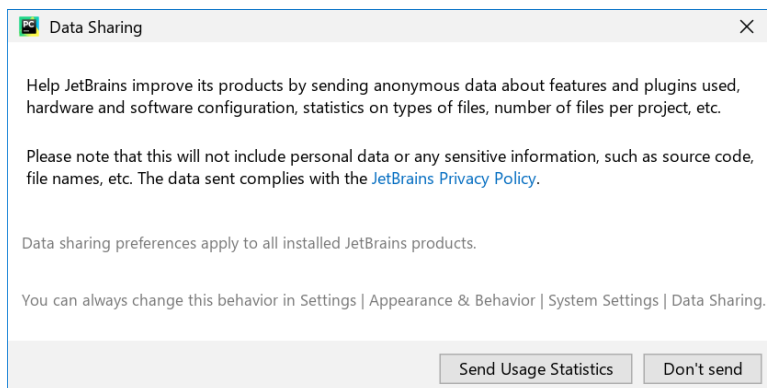 PC
Data Sharing
Help JetBrains improve its products by sending anonymous data about features and plugins used,
hardware and software configuration, statistics on types of files, number of files per project, etc.
Please note that this will not include personal data or any sensitive information, such as source code,
file names, etc. The data sent complies with the JetBrains Privacy Policy.
Data sharing preferences apply to all installed JetBrains products.
You can always change this behavior in Settings | Appearance & Behavior | System Settings | Data Sharing.
Send Usage Statistics
Don't send